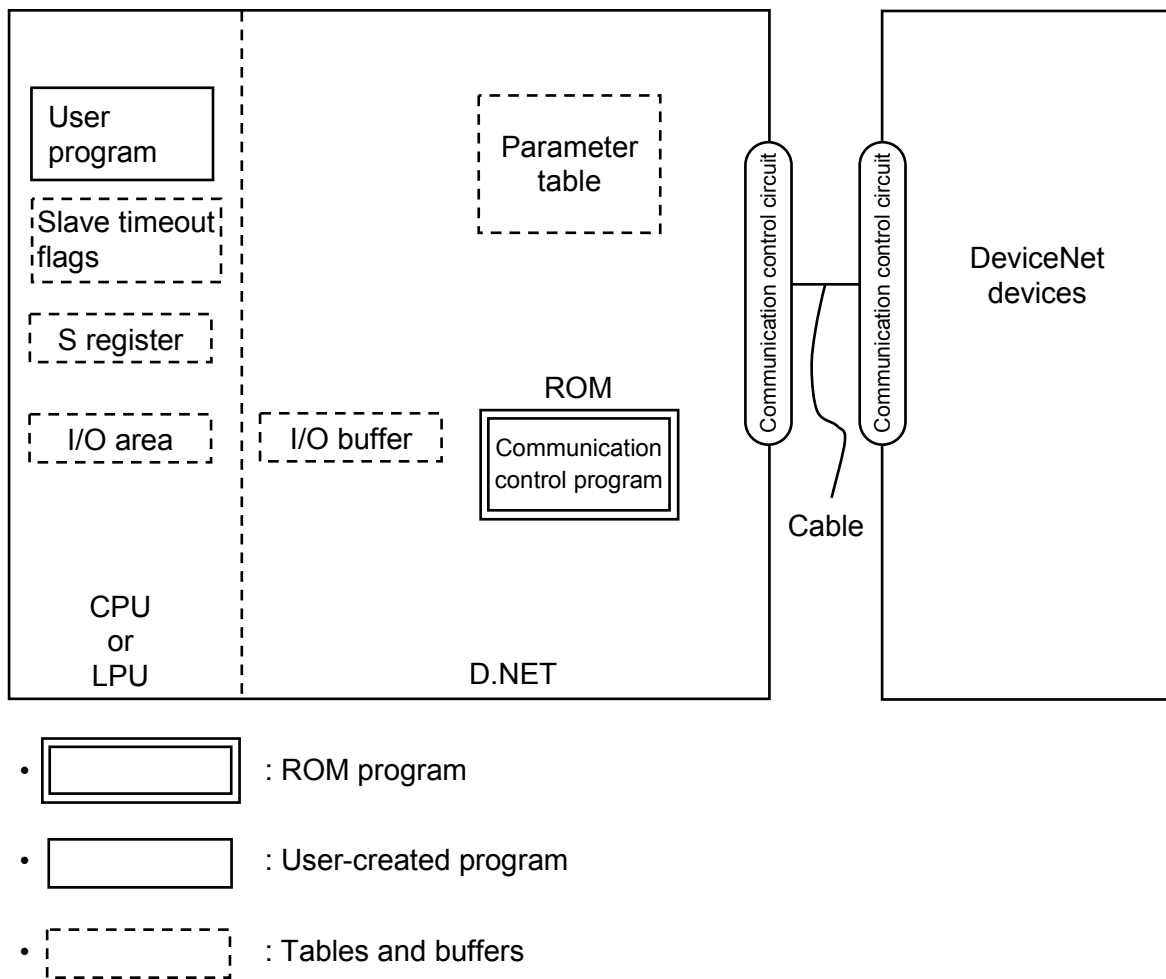 User
program
Slave timeout
flags
S register
I/O area
CPU
or
LPU
I/O buffer
Parameter
table
ROM
Communication
control program
D.NET
Communication control circuit
Communication control circuit
Cable
DeviceNet
devices
• : ROM program
• : User-created program
• : Tables and buffers